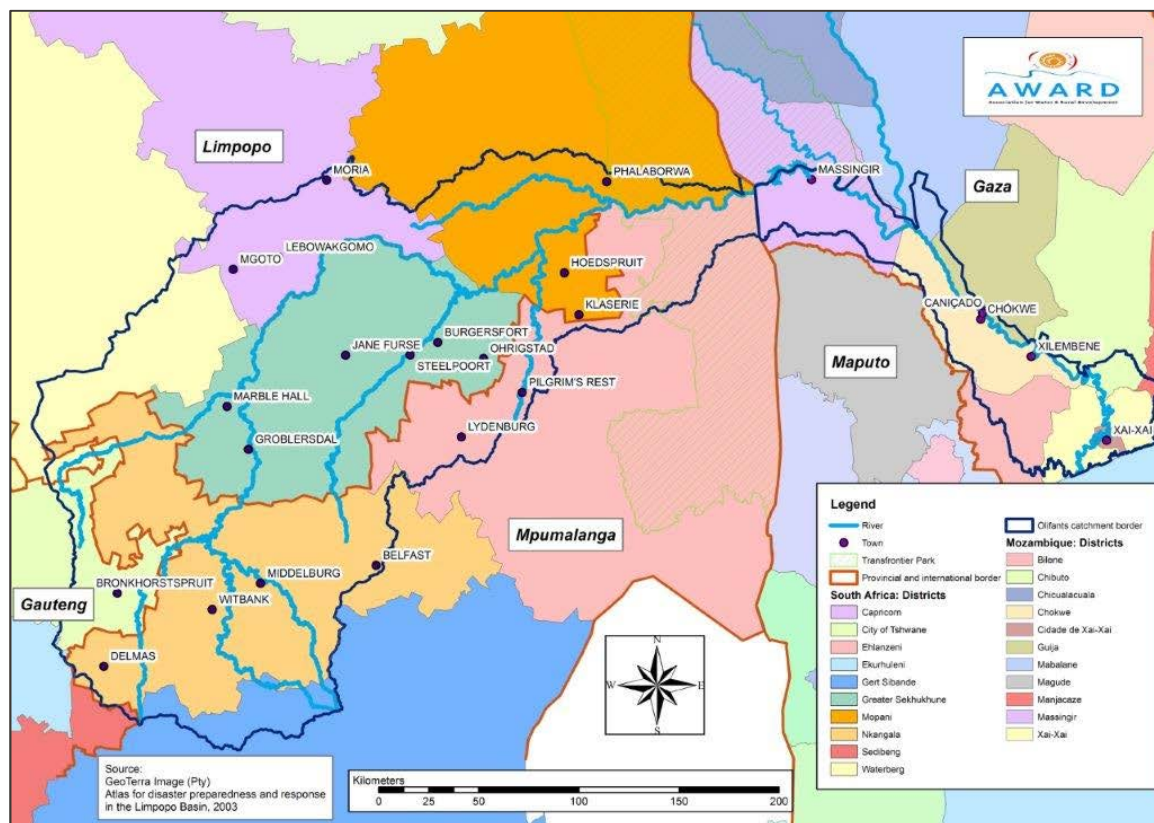 AWARD
Association for Water & Rural Development
Limpopo
MORIA
PHALABORWA
MASSINGIR
Gaza
LEBOWAKGOMO
MGOTO
HOEDSPRUIT
KLASERIE
CANIÇADO
CHÓKWE
BURGERSFORT
JANE FURSE
OHRIGSTAD
STEELPOORT
XILEMBENE
Maputo
PILGRIM'S REST
MARBLE HALL
LYDENBURG
XAI-XAI
GROBLERSDAL
Mpumalanga
BELFAST
BRONKHORSTSPRUIT
MIDDELBURG
Gauteng
WITBANK
DELMAS
N
W
E
S
Source:
GeoTerra Image (Pty)
Atlas for disaster preparedness and response
in the Limpopo Basin, 2003
Kilometers
0 25 50 100 150 200
Legend
River
Town
Transfrontier Park
Provincial and international border
South Africa: Districts
Capricorn
City of Tshwane
Ehlanzeni
Ekurhuleni
Gert Sibande
Greater Sekhukhune
Mopani
Nkangala
Sedibeng
Waterberg
Olifants catchment border
Mozambique: Districts
Bilene
Chibuto
Chicualacuala
Chokwe
Cidade de Xai-Xai
Guija
Mabalane
Magude
Manjacaze
Massingir
Xai-Xai